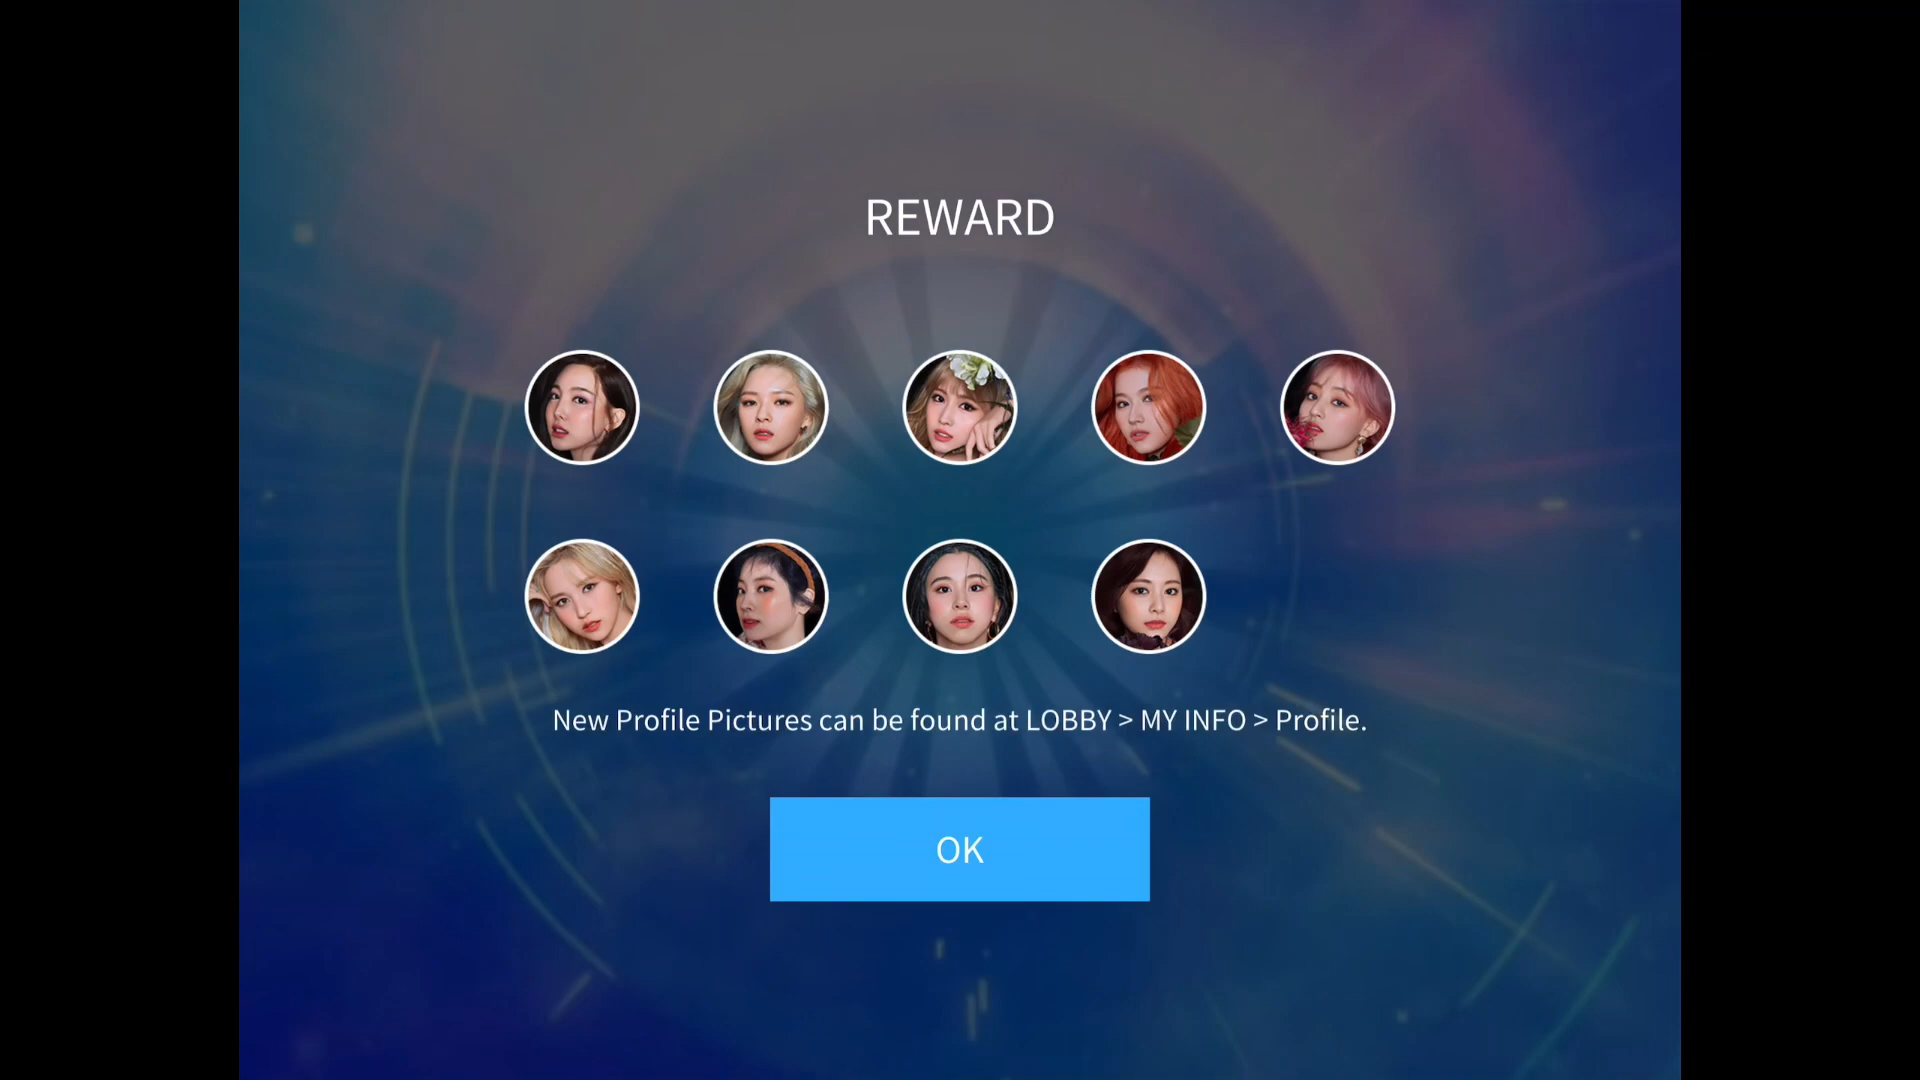 REWARD
New Profile Pictures can be found at LOBBY > MY INFO > Profile.
OK